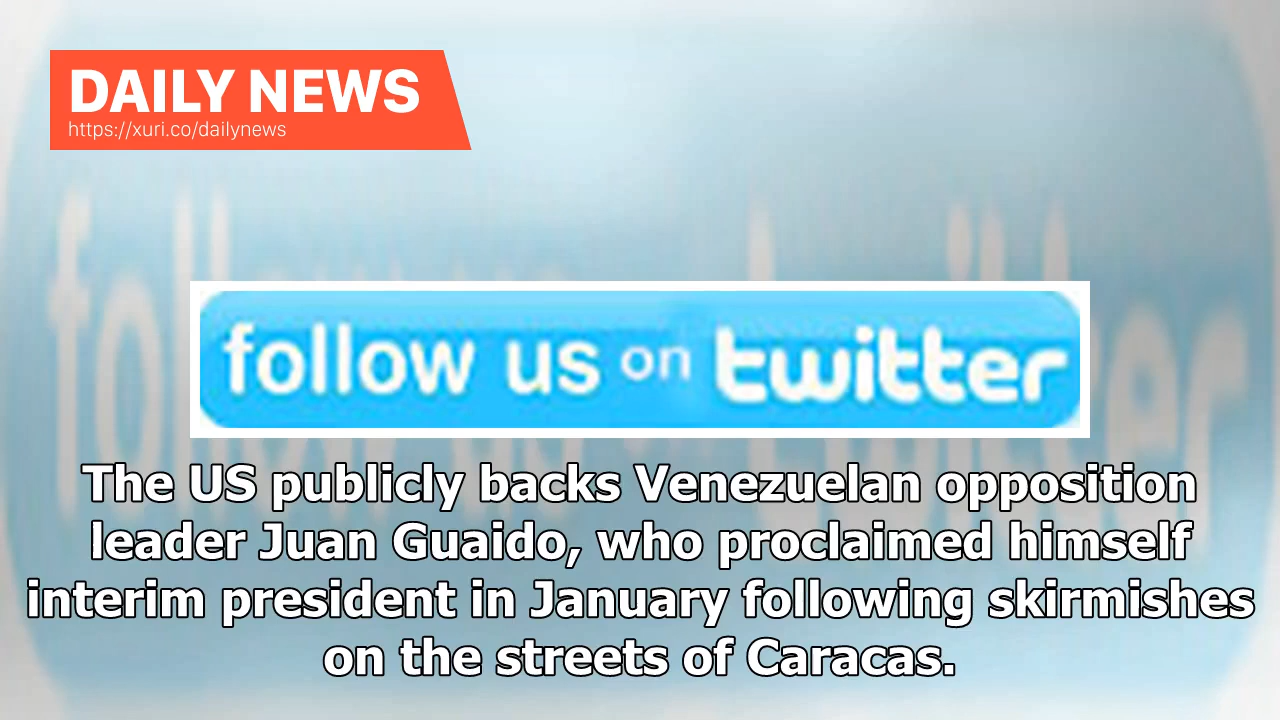 DAILY NEWS
https://xuri.co/dailynews
follow us on twitter
The US publicly backs Venezuelan opposition
leader Juan Guaido, who proclaimed himself
interim president in January following skirmishes
on the streets of Caracas.